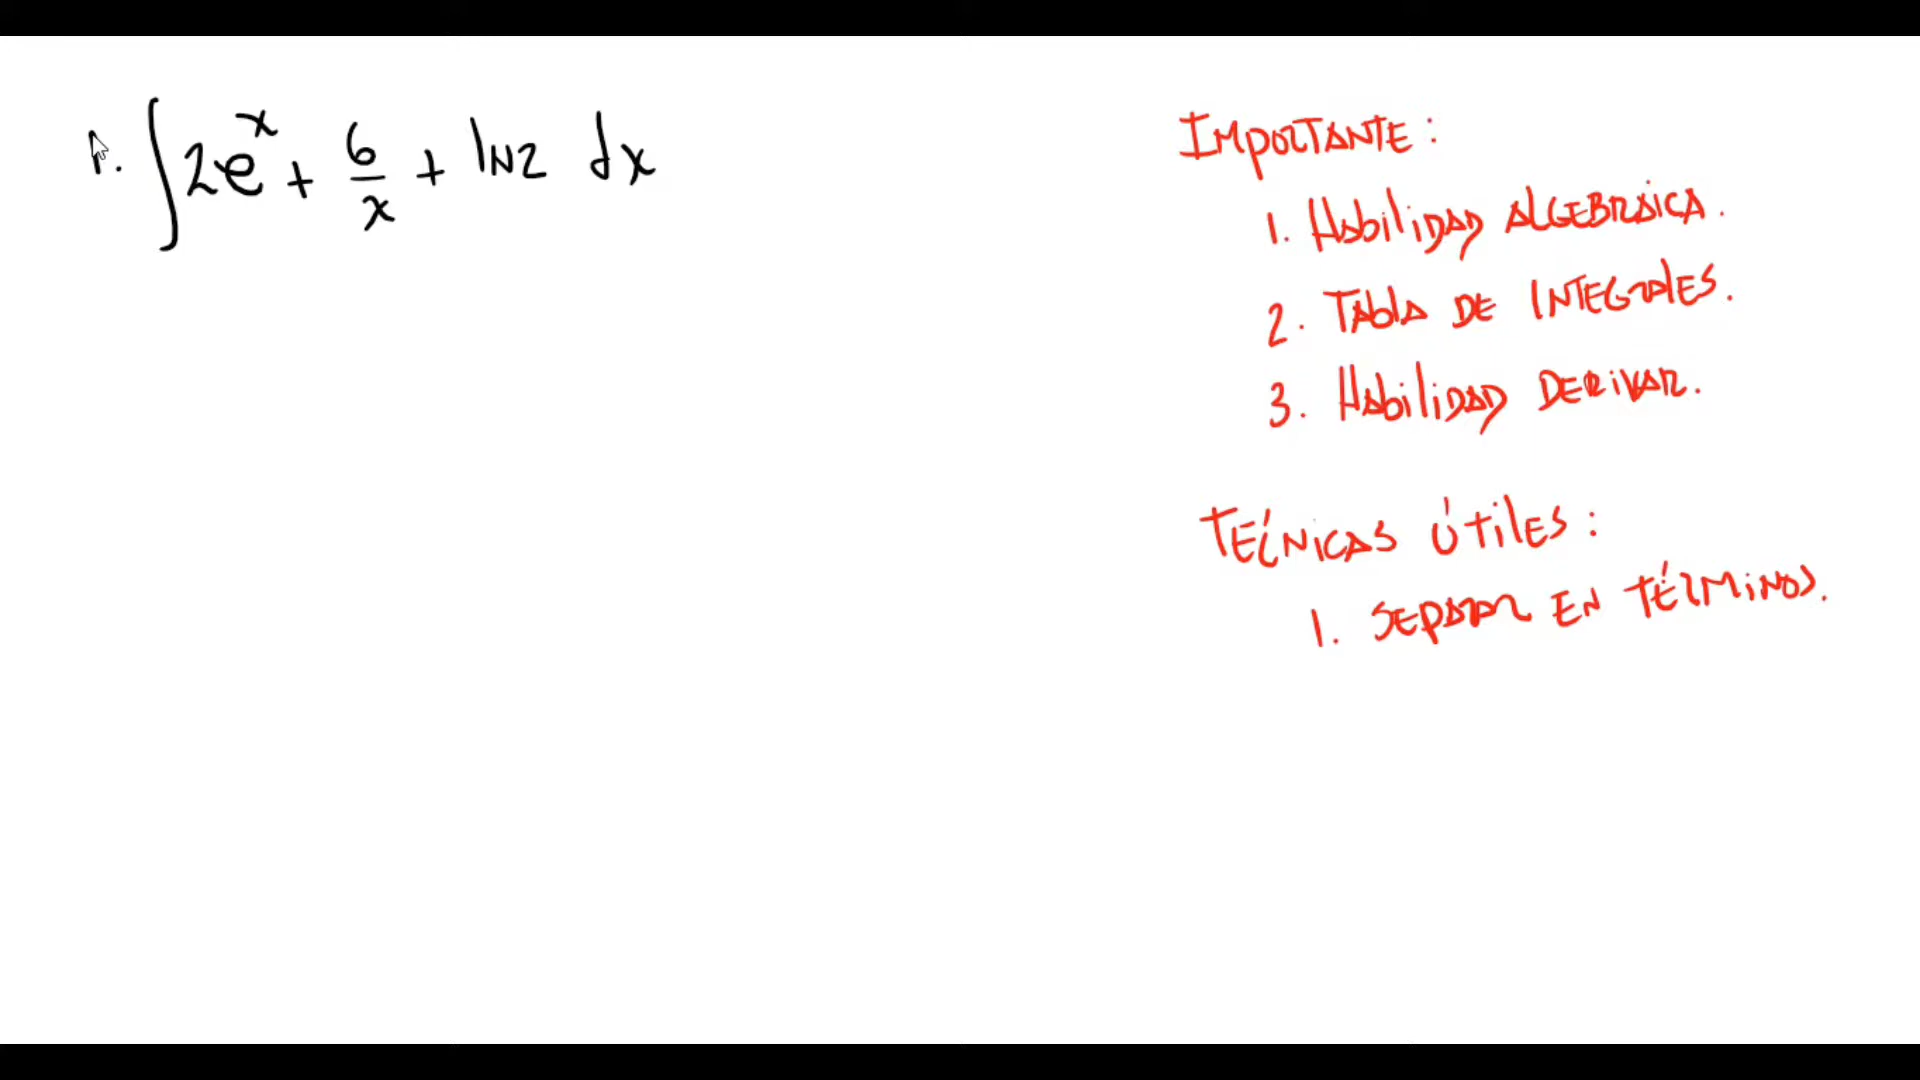 1. ∫ 2e^x + 6/x + ln2 dx
IMPORTANTE:
1. HAbiliDAD ALGEBRAiCA.
2. TAblA DE INTEGRAlES.
3. HAbiliDAD DERiVAR.
TÉCNiCAS ÚTilES:
1. SEPARAR EN TÉRMiNOS.